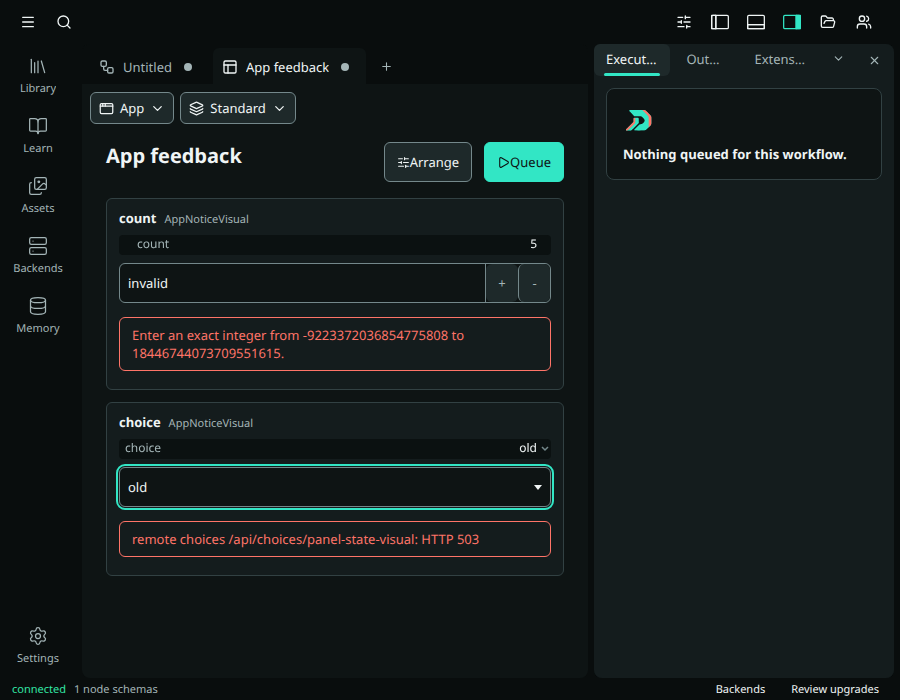 Untitled
App feedback
Execut...
Out...
Extens...
Library
Learn
Assets
Backends
Memory
Settings
App
Standard
App feedback
Arrange
Queue
count AppNoticeVisual
count 5
invalid
+
-
Enter an exact integer from -9223372036854775808 to
18446744073709551615.
choice AppNoticeVisual
choice old
old
remote choices /api/choices/panel-state-visual: HTTP 503
Nothing queued for this workflow.
connected 1 node schemas
Backends
Review upgrades